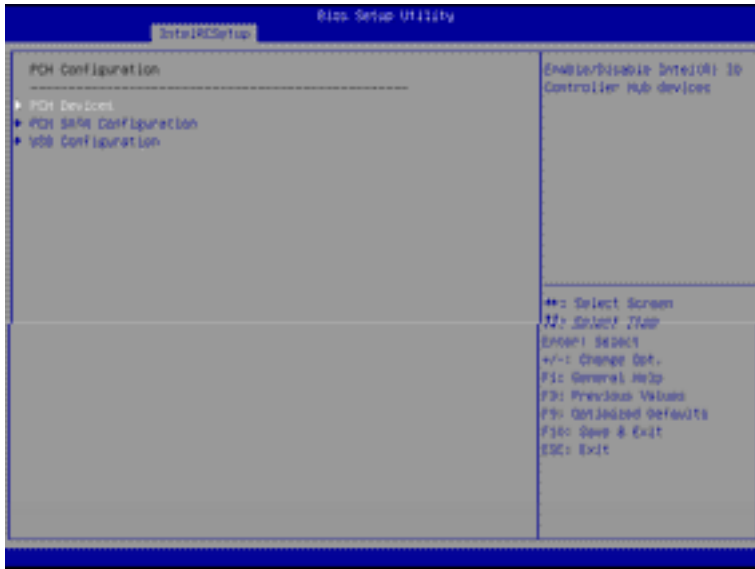 Bios Setup Utility
IntelRCSetup
PCH Configuration
PCH Devices
PCH SATA Configuration
USB Configuration
Enable/Disable Intel(R) IO
Controller Hub devices
↔: Select Screen
↑↓: Select Item
Enter: Select
+/-: Change Opt.
F1: General Help
F3: Previous Values
F9: Optimized Defaults
F10: Save & Exit
ESC: Exit